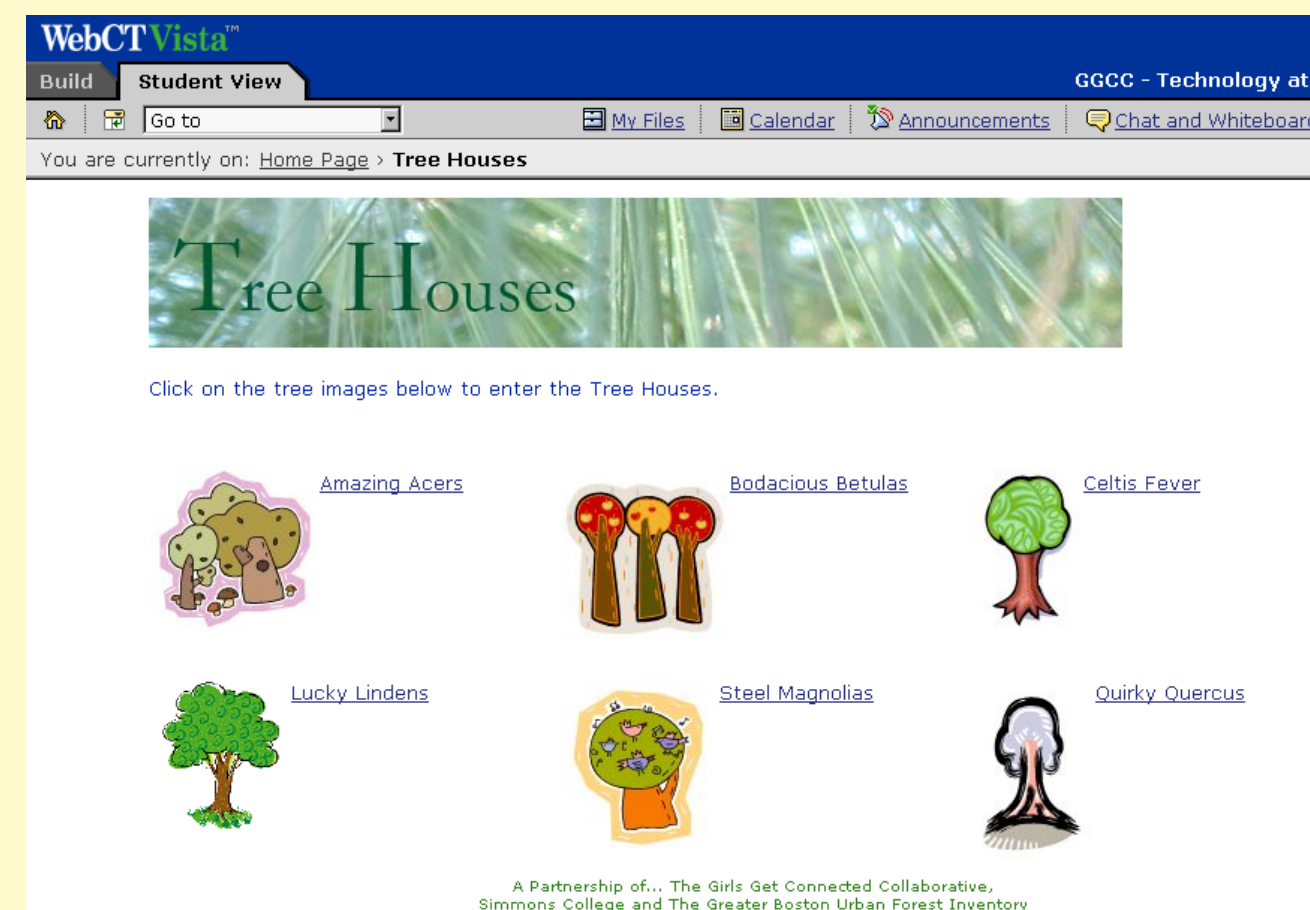 WebCT Vista™
Build Student View GGCC - Technology at
Go to My Files Calendar Announcements Chat and Whiteboar
You are currently on: Home Page › Tree Houses
Tree Houses
Click on the tree images below to enter the Tree Houses.
Amazing Acers Bodacious Betulas Celtis Fever
Lucky Lindens Steel Magnolias Quirky Quercus
A Partnership of... The Girls Get Connected Collaborative,
Simmons College and The Greater Boston Urban Forest Inventory